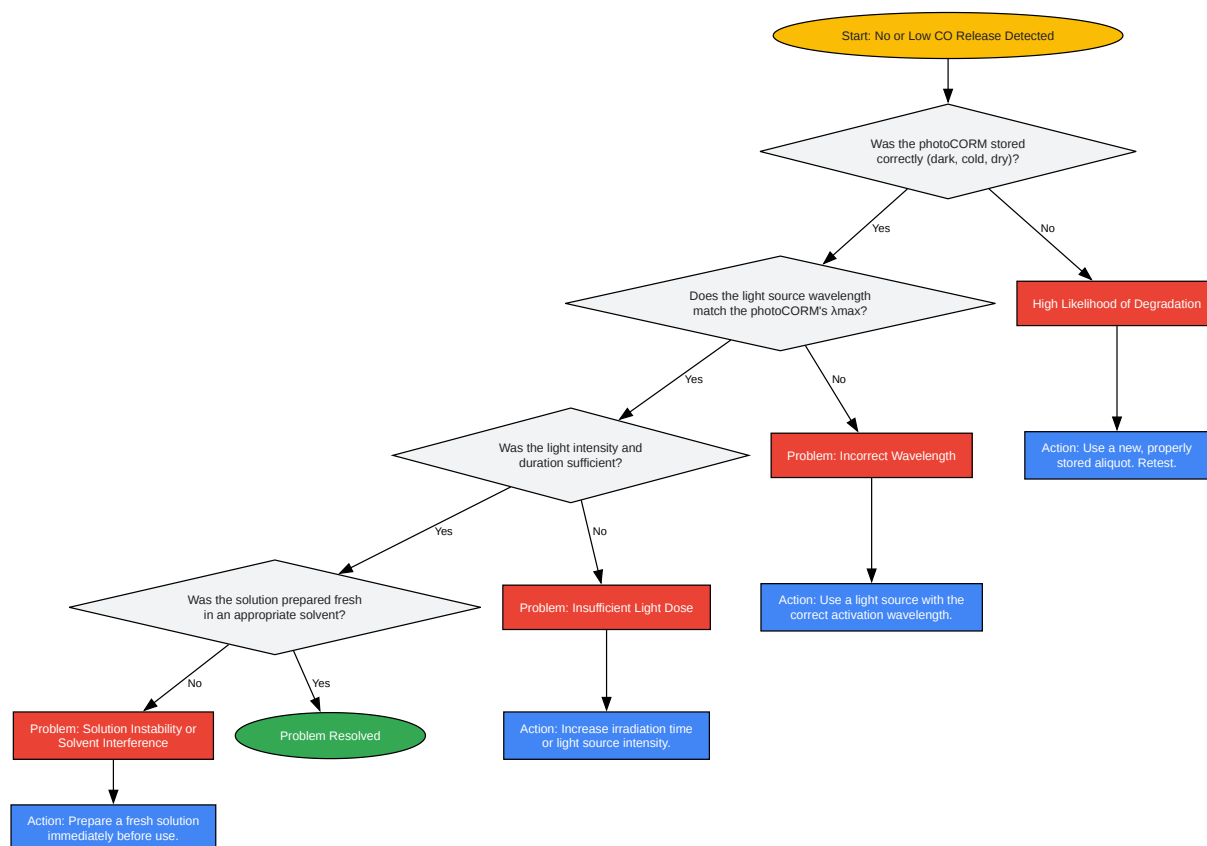 Start: No or Low CO Release Detected
Was the photoCORM stored
correctly (dark, cold, dry)?
Yes
No
Does the light source wavelength
match the photoCORM's λmax?
High Likelihood of Degradation
Yes
No
Was the light intensity and
duration sufficient?
Problem: Incorrect Wavelength
Action: Use a new, properly
stored aliquot. Retest.
Yes
No
Was the solution prepared fresh
in an appropriate solvent?
Problem: Insufficient Light Dose
Action: Use a light source with the
correct activation wavelength.
No
Yes
Problem: Solution Instability or
Solvent Interference
Problem Resolved
Action: Increase irradiation time
or light source intensity.
Action: Prepare a fresh solution
immediately before use.